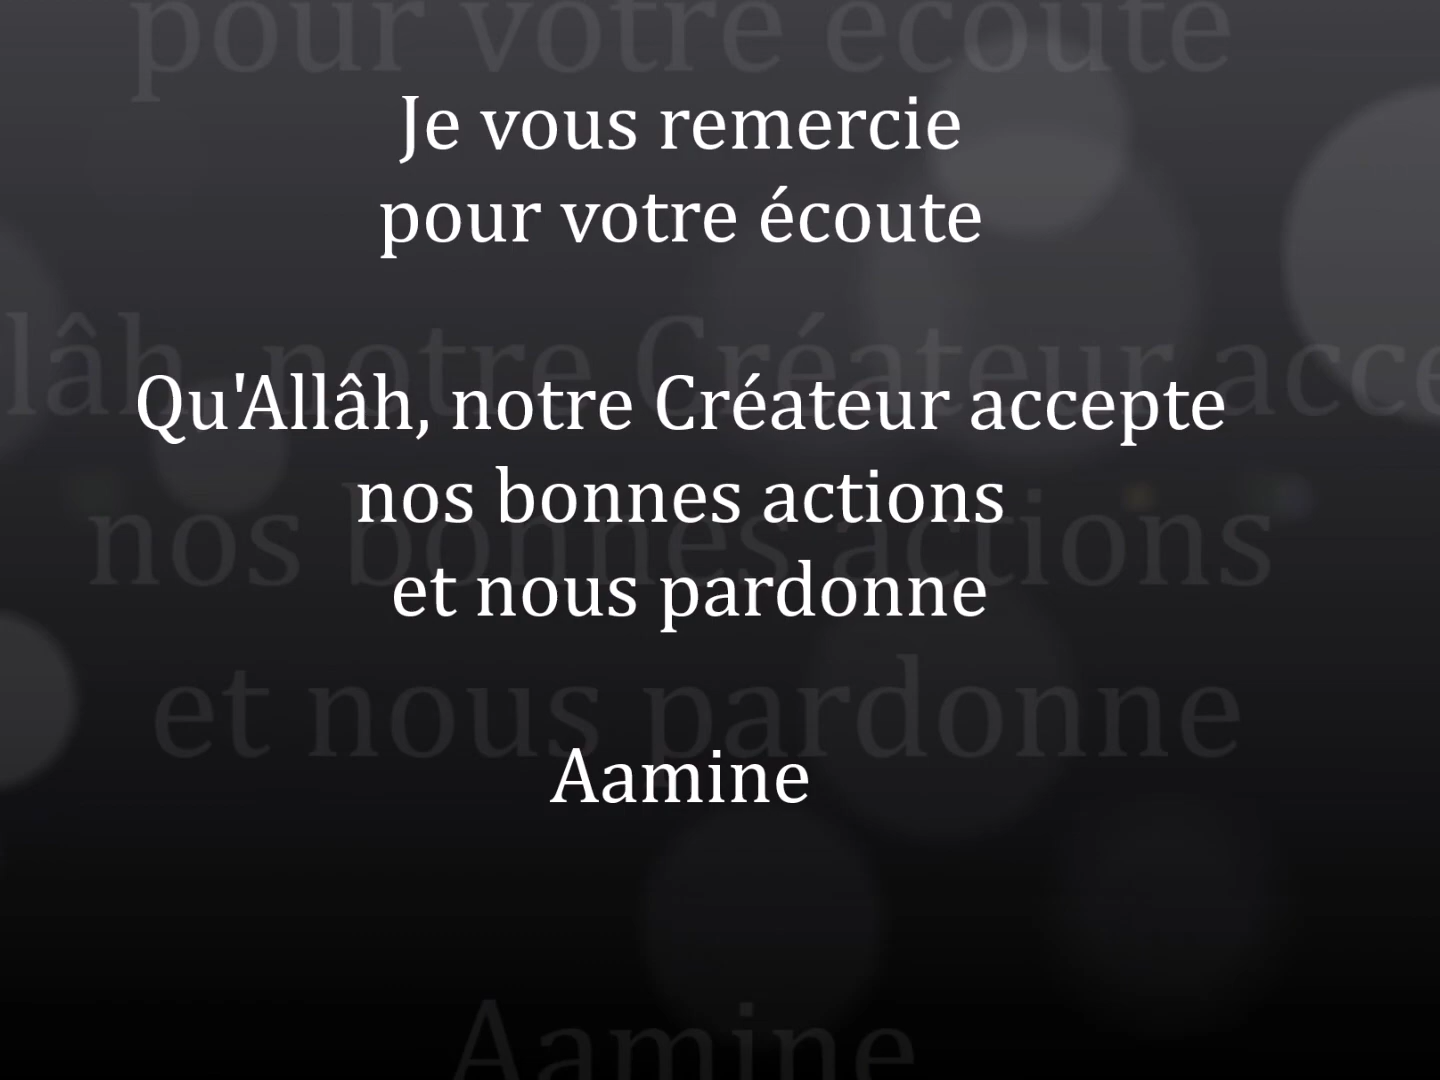 Je vous remercie
pour votre écoute
Qu'Allâh, notre Créateur accepte
nos bonnes actions
et nous pardonne
Aamine